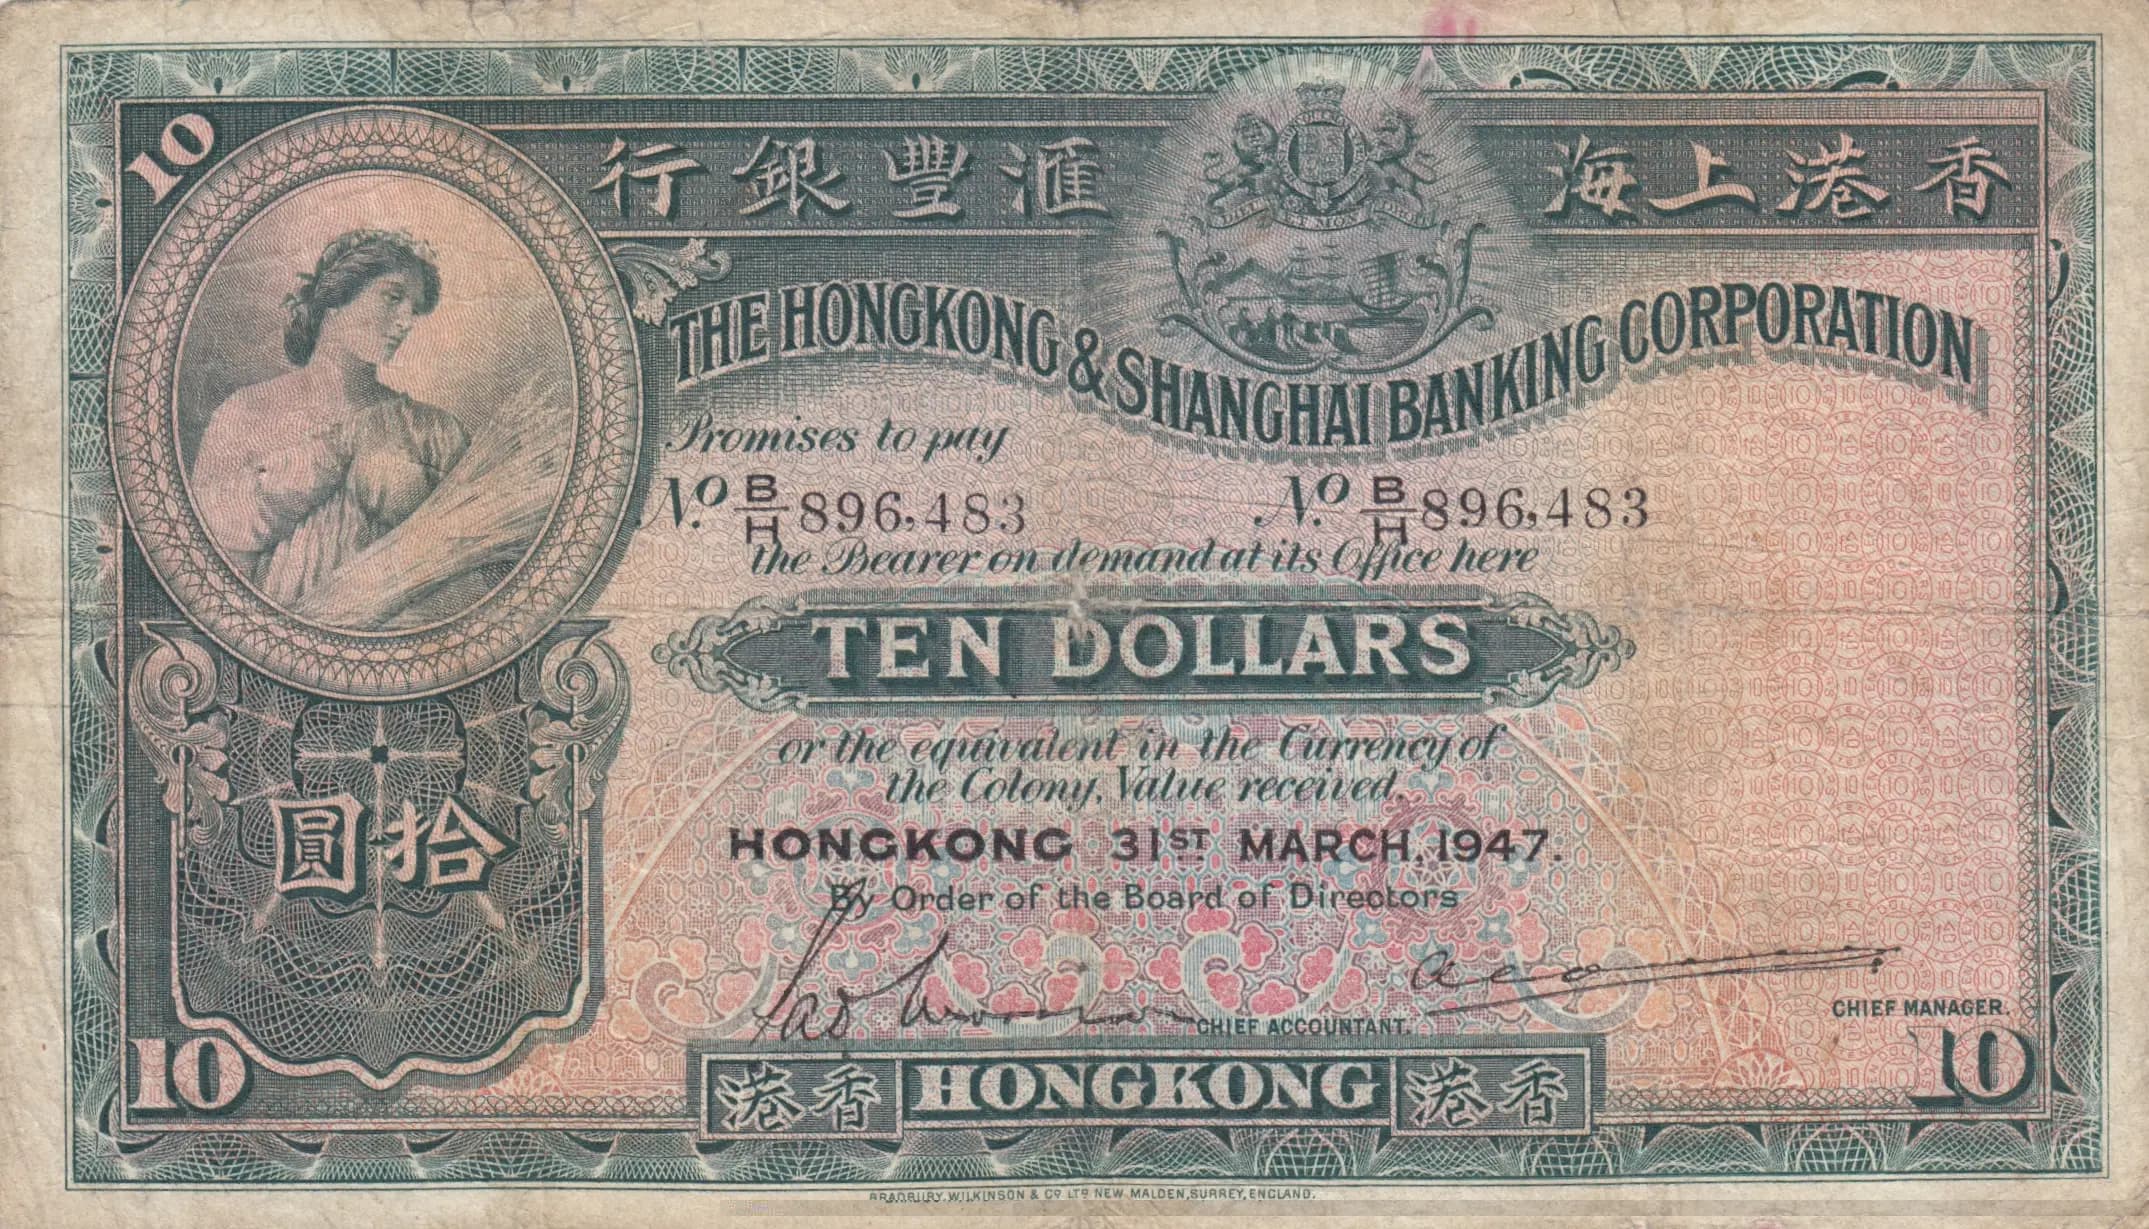 10
行銀豐滙 海上港香
THE HONGKONG & SHANGHAI BANKING CORPORATION
Promises to pay
No. B/H 896,483 No. B/H 896,483
the Bearer on demand at its Office here
TEN DOLLARS
or the equivalent in the Currency of
the Colony, Value received.
圓拾
HONGKONG 31ST. MARCH, 1947.
By Order of the Board of Directors
CHIEF ACCOUNTANT. CHIEF MANAGER.
10 10
港香 HONGKONG 港香
BRADBURY, WILKINSON & Co. LTD. NEW MALDEN, SURREY, ENGLAND.